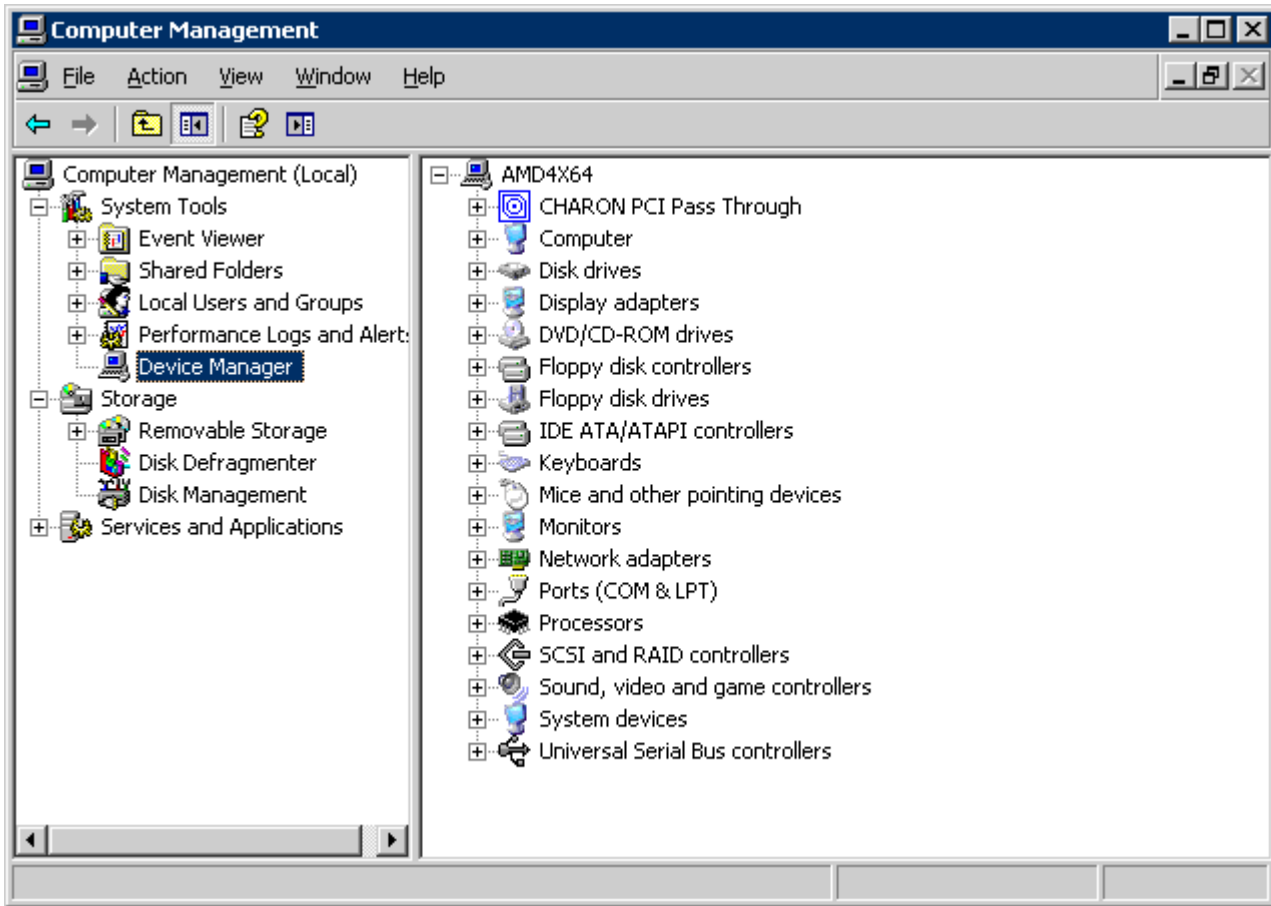 Computer Management
File Action View Window Help
Computer Management (Local)
System Tools
Event Viewer
Shared Folders
Local Users and Groups
Performance Logs and Alert
Device Manager
Storage
Removable Storage
Disk Defragmenter
Disk Management
Services and Applications
AMD4X64
CHARON PCI Pass Through
Computer
Disk drives
Display adapters
DVD/CD-ROM drives
Floppy disk controllers
Floppy disk drives
IDE ATA/ATAPI controllers
Keyboards
Mice and other pointing devices
Monitors
Network adapters
Ports (COM & LPT)
Processors
SCSI and RAID controllers
Sound, video and game controllers
System devices
Universal Serial Bus controllers